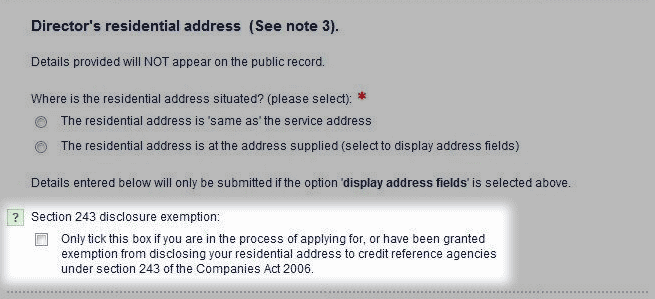 Director's residential address  (See note 3).
Details provided will NOT appear on the public record.
Where is the residential address situated? (please select): *
The residential address is 'same as' the service address
The residential address is at the address supplied (select to display address fields)
Details entered below will only be submitted if the option 'display address fields' is selected above.
? Section 243 disclosure exemption:
Only tick this box if you are in the process of applying for, or have been granted
exemption from disclosing your residential address to credit reference agencies
under section 243 of the Companies Act 2006.